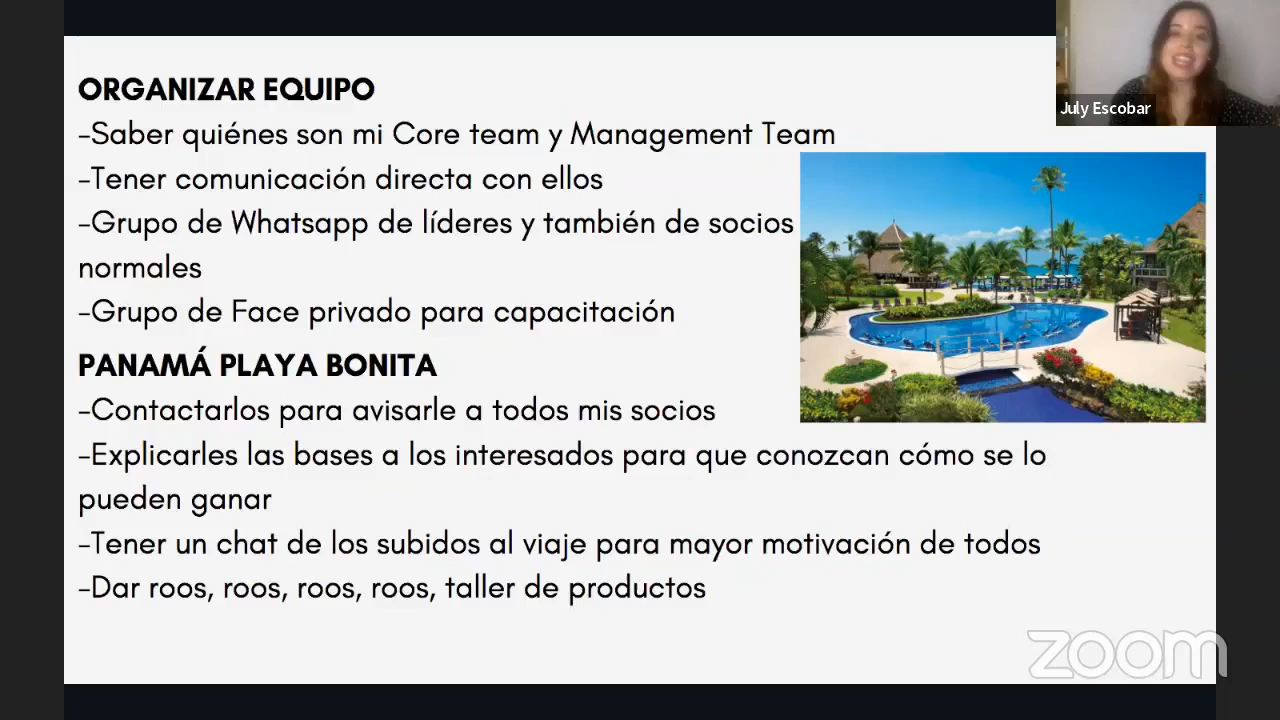 ORGANIZAR EQUIPO
-Saber quiénes son mi Core team y Management Team
-Tener comunicación directa con ellos
-Grupo de Whatsapp de líderes y también de socios
normales
-Grupo de Face privado para capacitación
PANAMÁ PLAYA BONITA
-Contactarlos para avisarle a todos mis socios
-Explicarles las bases a los interesados para que conozcan cómo se lo
pueden ganar
-Tener un chat de los subidos al viaje para mayor motivación de todos
-Dar roos, roos, roos, roos, taller de productos
July Escobar
zoom